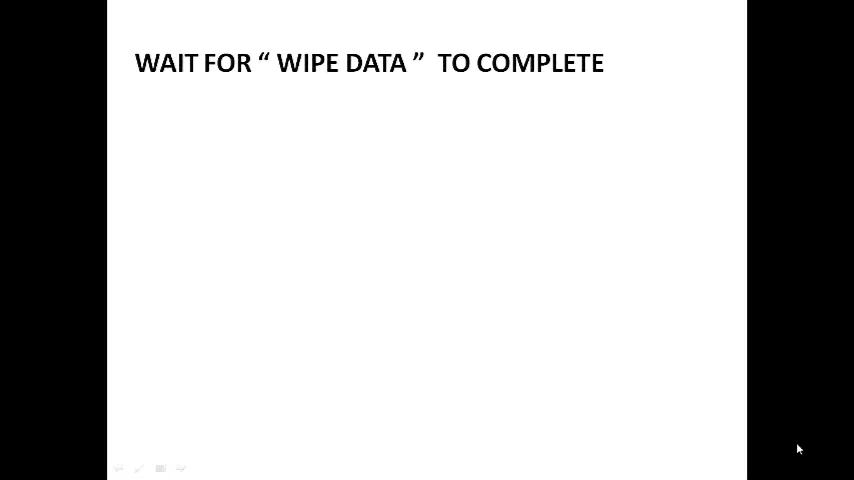 WAIT FOR “ WIPE DATA ”  TO COMPLETE